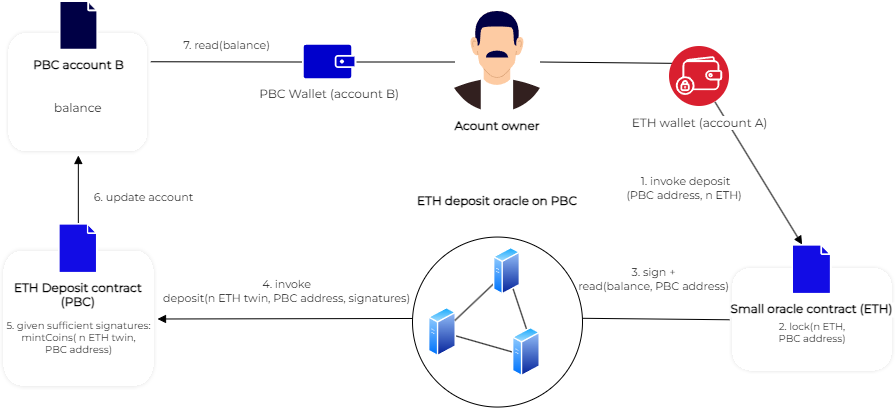 7. read(balance)
PBC account B
balance
PBC Wallet (account B)
Acount owner
ETH wallet (account A)
1. invoke deposit
(PBC address, n ETH)
6. update account
ETH deposit oracle on PBC
ETH Deposit contract
(PBC)
5. given sufficient signatures:
mintCoins( n ETH twin,
PBC address)
4. invoke
deposit(n ETH twin, PBC address, signatures)
3. sign +
read(balance, PBC address)
Small oracle contract (ETH)
2. lock(n ETH,
PBC address)